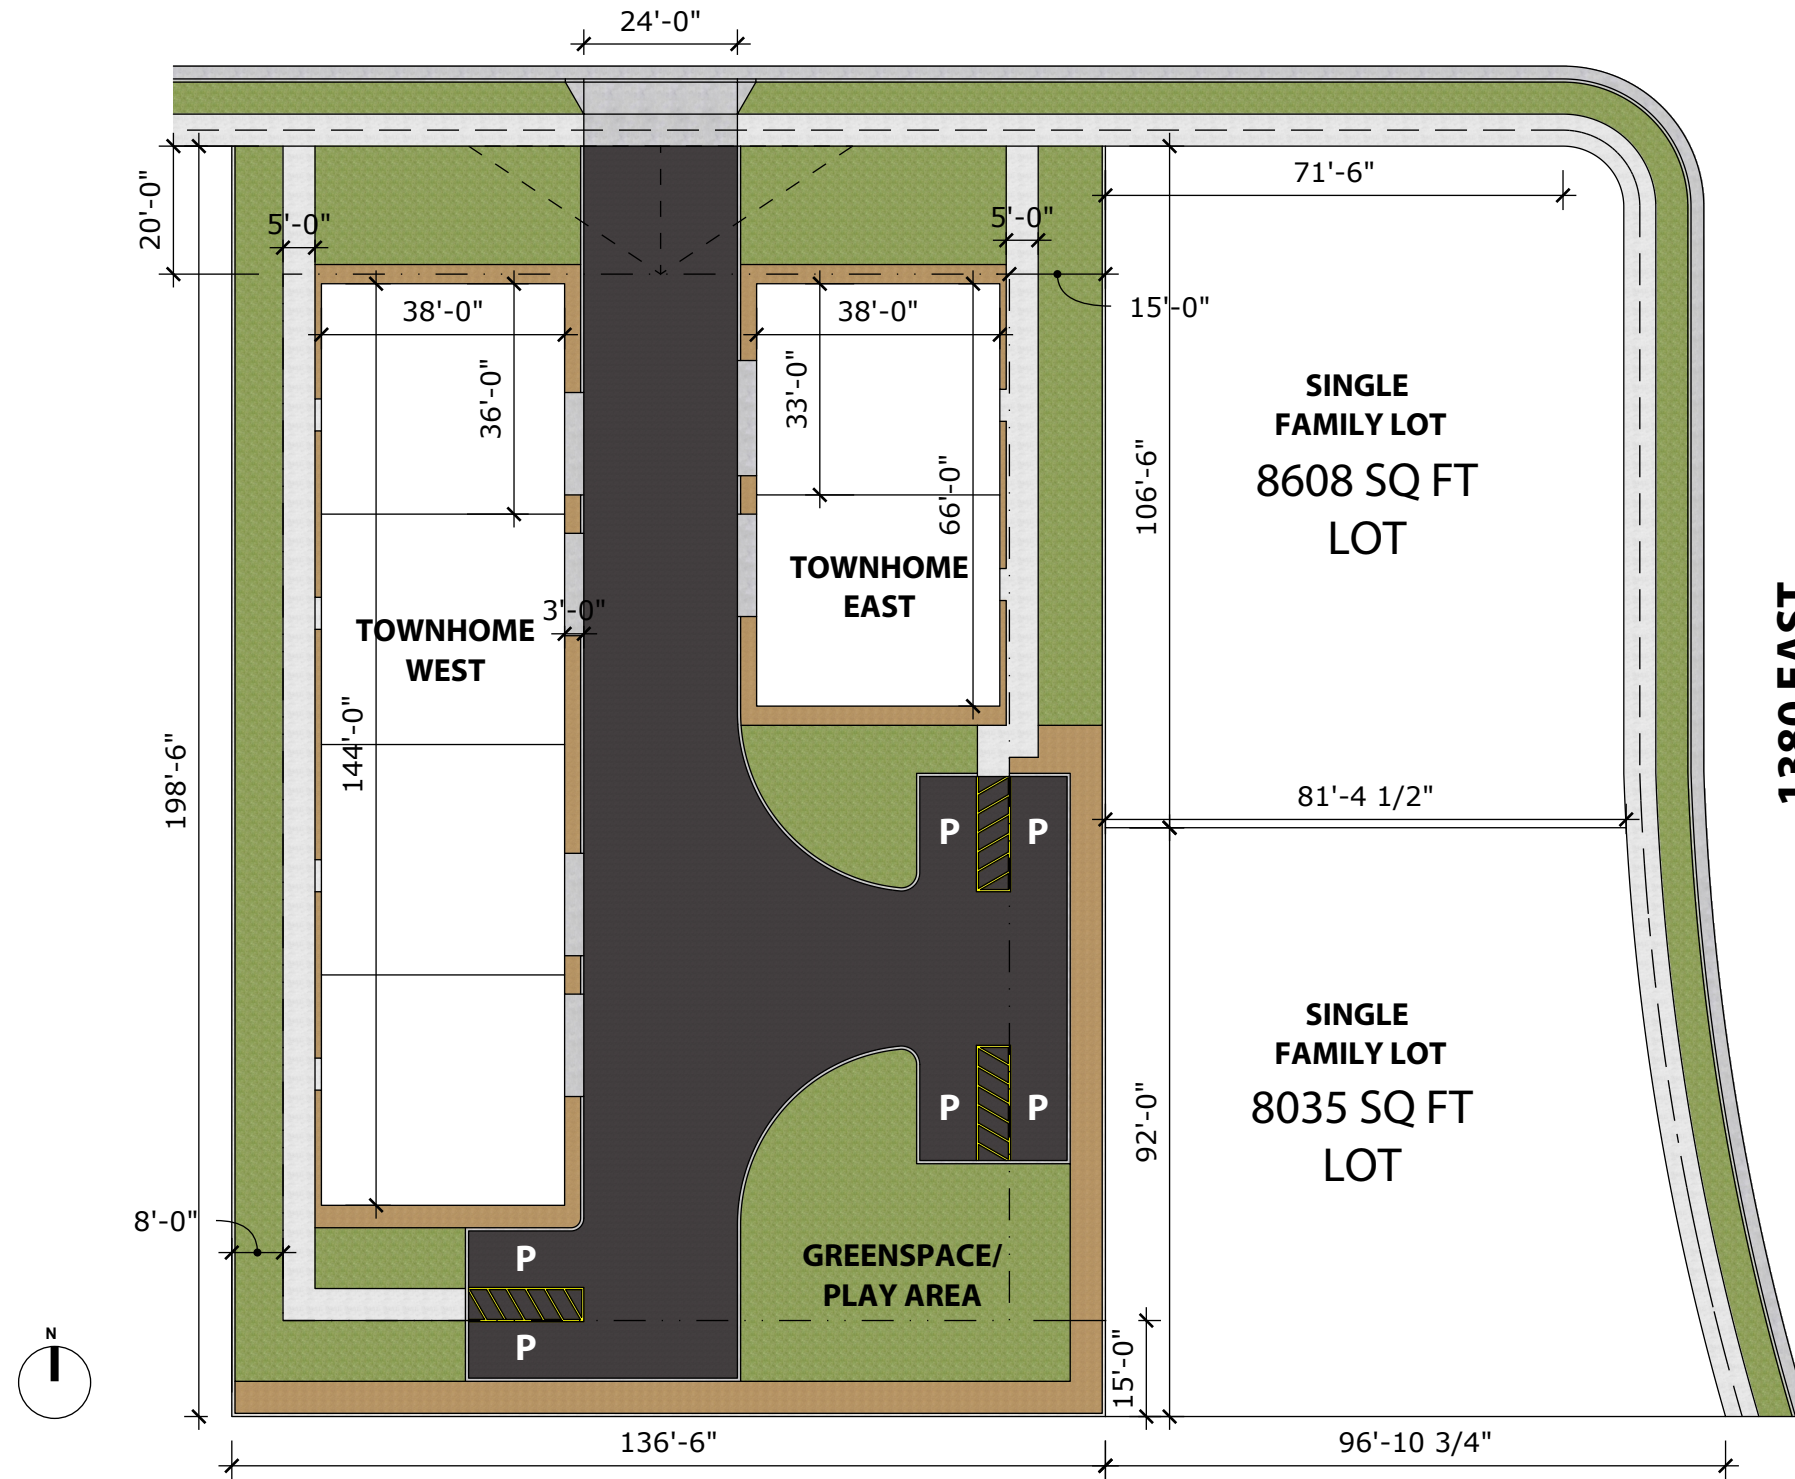 24'-0"
71'-6"
20'-0"
5'-0"
5'-0"
15'-0"
38'-0"
38'-0"
36'-0"
33'-0"
66'-0"
106'-6"
SINGLE
FAMILY LOT
8608 SQ FT
LOT
TOWNHOME
EAST
3'-0"
TOWNHOME
WEST
144'-0"
198'-6"
1380 EAST
81'-4 1/2"
P
P
SINGLE
FAMILY LOT
8035 SQ FT
LOT
P
P
92'-0"
8'-0"
P
GREENSPACE/
PLAY AREA
P
N
15'-0"
136'-6"
96'-10 3/4"